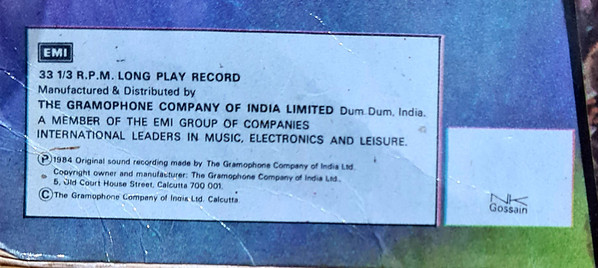 EMI
33 1/3 R.P.M. LONG PLAY RECORD
Manufactured & Distributed by
THE GRAMOPHONE COMPANY OF INDIA LIMITED Dum Dum, India.
A MEMBER OF THE EMI GROUP OF COMPANIES
INTERNATIONAL LEADERS IN MUSIC, ELECTRONICS AND LEISURE.
Ⓟ1984 Original sound recording made by The Gramophone Company of India Ltd.
Copyright owner and manufacturer: The Gramophone Company of India Ltd.,
5, Old Court House Street, Calcutta 700 001.
©The Gramophone Company of India Ltd. Calcutta
NK
Gossain